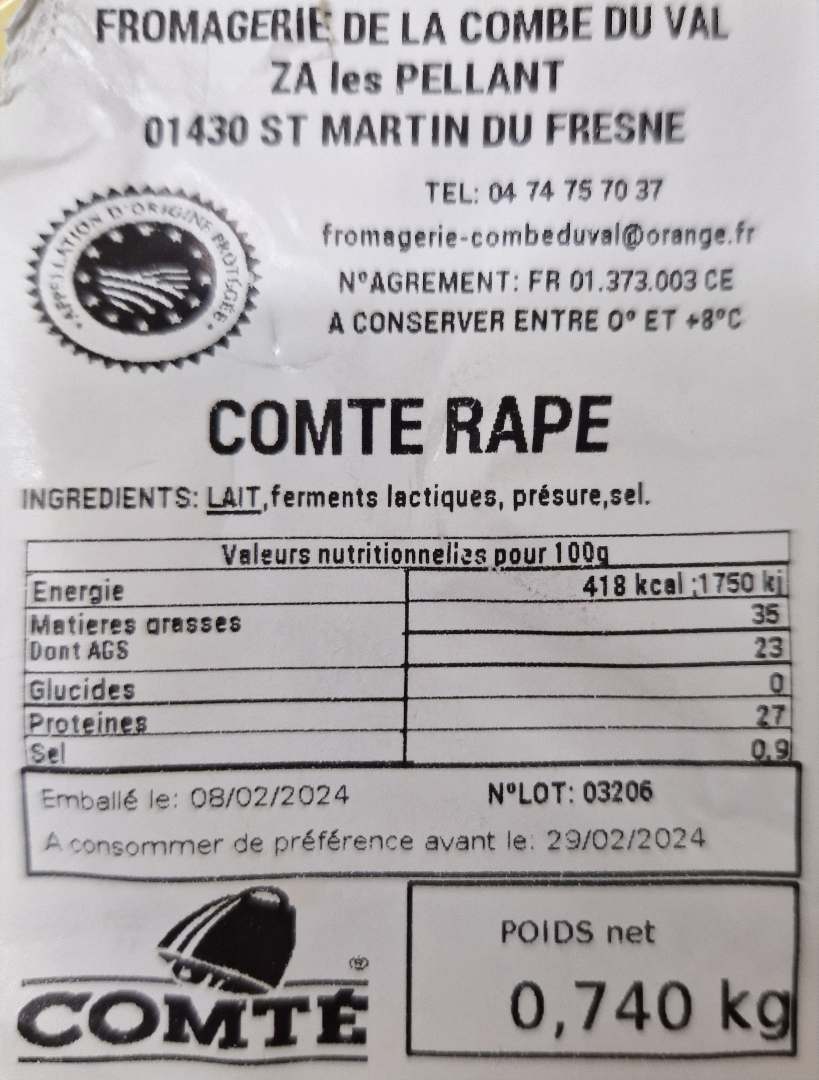 FROMAGERIE DE LA COMBE DU VAL
ZA les PELLANT
01430 ST MARTIN DU FRESNE
TEL: 04 74 75 70 37
fromagerie-combeduval@orange.fr
N°AGREMENT: FR 01.373.003 CE
A CONSERVER ENTRE 0° ET +8°C
APPELLATION D'ORIGINE PROTÉGÉE
COMTE RAPE
INGREDIENTS: LAIT,ferments lactiques, présure,sel.
Valeurs nutritionnelles pour 100g
Energie 418 kcal ;1750 kj
Matieres grasses 35
Dont AGS 23
Glucides 0
Proteines 27
Sel 0,9
Emballé le: 08/02/2024 N°LOT: 03206
A consommer de préférence avant le: 29/02/2024
COMTÉ
POIDS net
0,740 kg